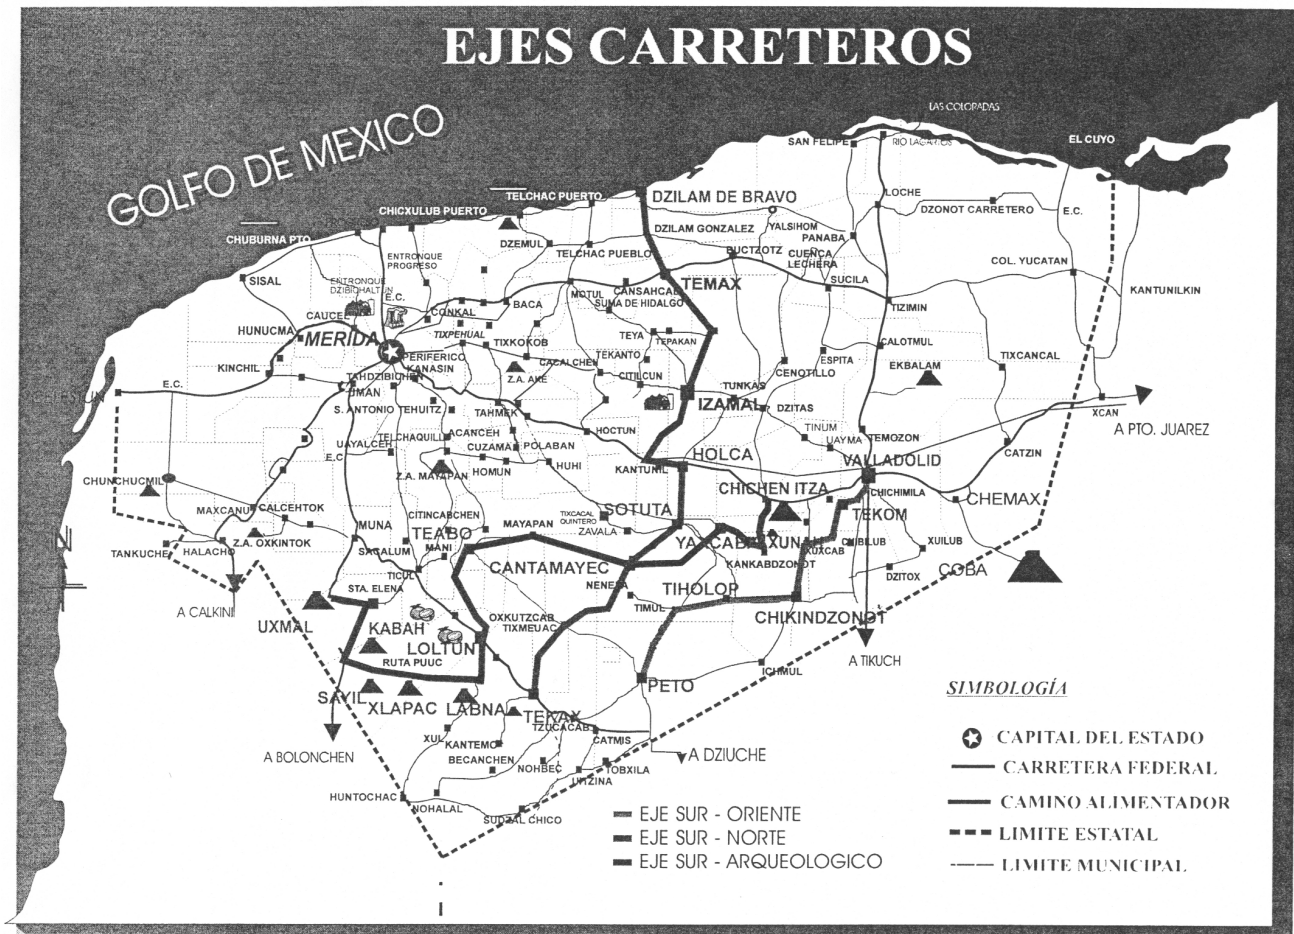 EJES CARRETEROS
GOLFO DE MEXICO
LAS COLORADAS
SAN FELIPE
RIO LAGARTOS
EL CUYO
TELCHAC PUERTO
DZILAM DE BRAVO
LOCHE
DZONOT CARRETERO
E.C.
CHICXULUB PUERTO
CHUBURNA PTO.
DZEMUL
DZILAM GONZALEZ
YALSIHOM
PANABA
TELCHAC PUEBLO
BUCTZOTZ
CUENCA
LECHERA
COL. YUCATAN
ENTRONQUE
PROGRESO
SISAL
ENTRONQUE
DZIBICHALTUN
E.C.
MOTUL
CANSAHCAB
TEMAX
SUCILA
KANTUNILKIN
SUMA DE HIDALGO
BACA
TIZIMIN
CAUCEL
CONKAL
HUNUCMA
MERIDA
TIXPEHUAL
TIXKOKOB
TEYA
TEPAKAN
CALOTMUL
PERIFERICO
KANASIN
CACALCHEN
TEKANTO
ESPITA
CENOTILLO
EKBALAM
TIXCANCAL
KINCHIL
TAHDZIBICHEN
Z.A. AKE
CITILCUN
E.C.
UMAN
TUNKAS
IZAMAL
DZITAS
XCAN
A PTO. JUAREZ
S. ANTONIO TEHUITZ
TAHMEK
HOCTUN
TINUM
UAYMA
TEMOZON
TELCHAQUILLO
ACANCEH
UAYALCEH
CUZAMA
POLABAN
E.C
HOLCA
VALLADOLID
CATZIN
HOMUN
HUHI
KANTUNIL
CHUNCHUCMIL
Z.A. MAYAPAN
CHICHEN ITZA
CHICHIMILA
CHEMAX
MAXCANU
CALCEHTOK
CITINCABCHEN
SOTUTA
TIXCACAL
QUINTERO
ZAVALA
TEKOM
MUNA
TEABO
MAYAPAN
YAXCABA
XUXCAB
XUILUB
TANKUCHE
HALACHO
Z.A. OXKINTOK
SACALUM
MANI
KANKABDZONOT
TICUL
CANTAMAYEC
DZITOX
COBA
STA. ELENA
TIHOLOP
TIMUL
A CALKINI
UXMAL
KABAH
OXKUTZCAB
TIXMEUAC
CHIKINDZONOT
LOLTUN
RUTA PUUC
A TIKUCH
ICHMUL
PETO
SAYIL
XLAPAC
LABNA
TEKAX
SIMBOLOGÍA
TZUCACAB
XUL
KANTEMO
CATMIS
CAPITAL DEL ESTADO
A BOLONCHEN
BECANCHEN
NOHBEC
TOBXILA
A DZIUCHE
CARRETERA FEDERAL
HUNTOCHAC
NOHALAL
CAMINO ALIMENTADOR
SUDZAL CHICO
EJE SUR - ORIENTE
LIMITE ESTATAL
EJE SUR - NORTE
EJE SUR - ARQUEOLOGICO
LIMITE MUNICIPAL